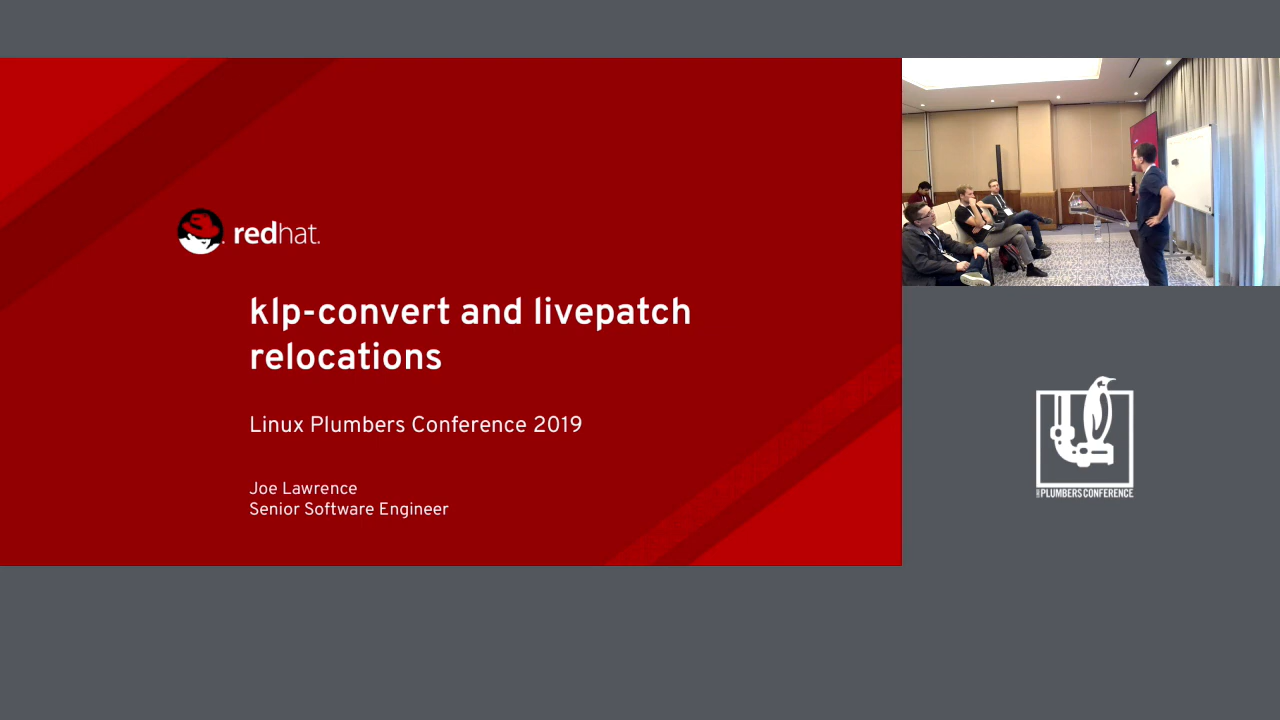 redhat.
klp-convert and livepatch
relocations
Linux Plumbers Conference 2019
Joe Lawrence
Senior Software Engineer
PLUMBERS CONFERENCE